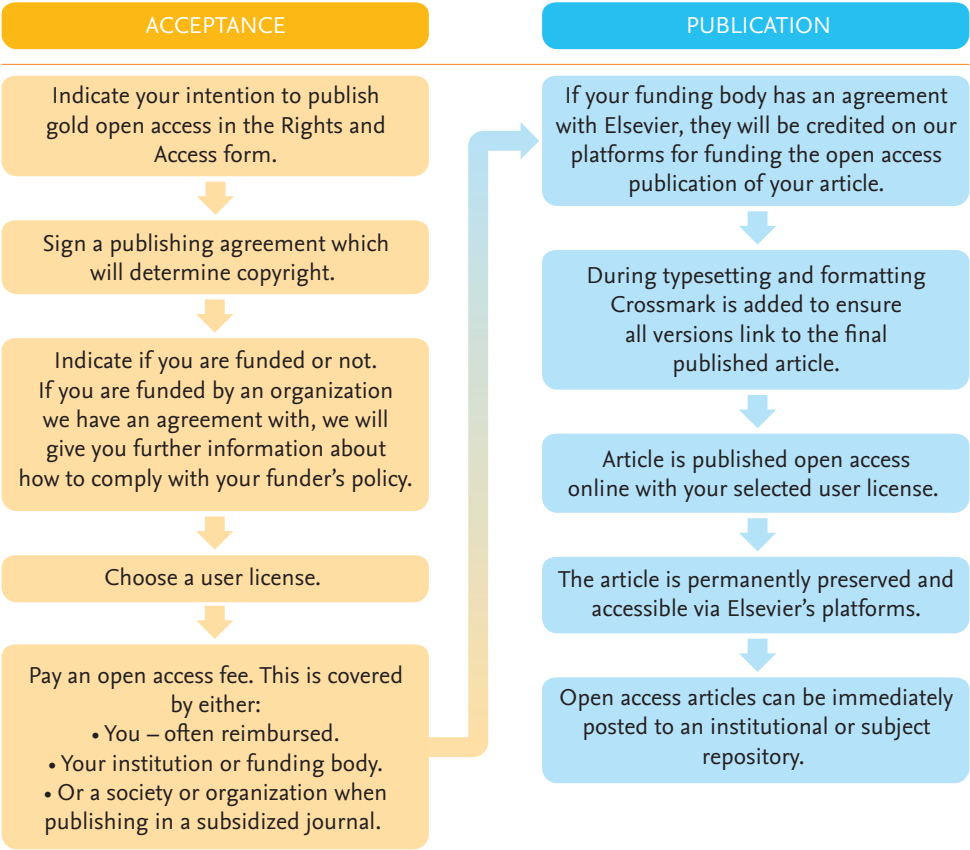 ACCEPTANCE
Indicate your intention to publish
gold open access in the Rights and
Access form.
Sign a publishing agreement which
will determine copyright.
Indicate if you are funded or not.
If you are funded by an organization
we have an agreement with, we will
give you further information about
how to comply with your funder’s policy.
Choose a user license.
Pay an open access fee. This is covered
by either:
• You – often reimbursed.
• Your institution or funding body.
• Or a society or organization when
publishing in a subsidized journal.
PUBLICATION
If your funding body has an agreement
with Elsevier, they will be credited on our
platforms for funding the open access
publication of your article.
During typesetting and formatting
Crossmark is added to ensure
all versions link to the final
published article.
Article is published open access
online with your selected user license.
The article is permanently preserved and
accessible via Elsevier’s platforms.
Open access articles can be immediately
posted to an institutional or subject
repository.